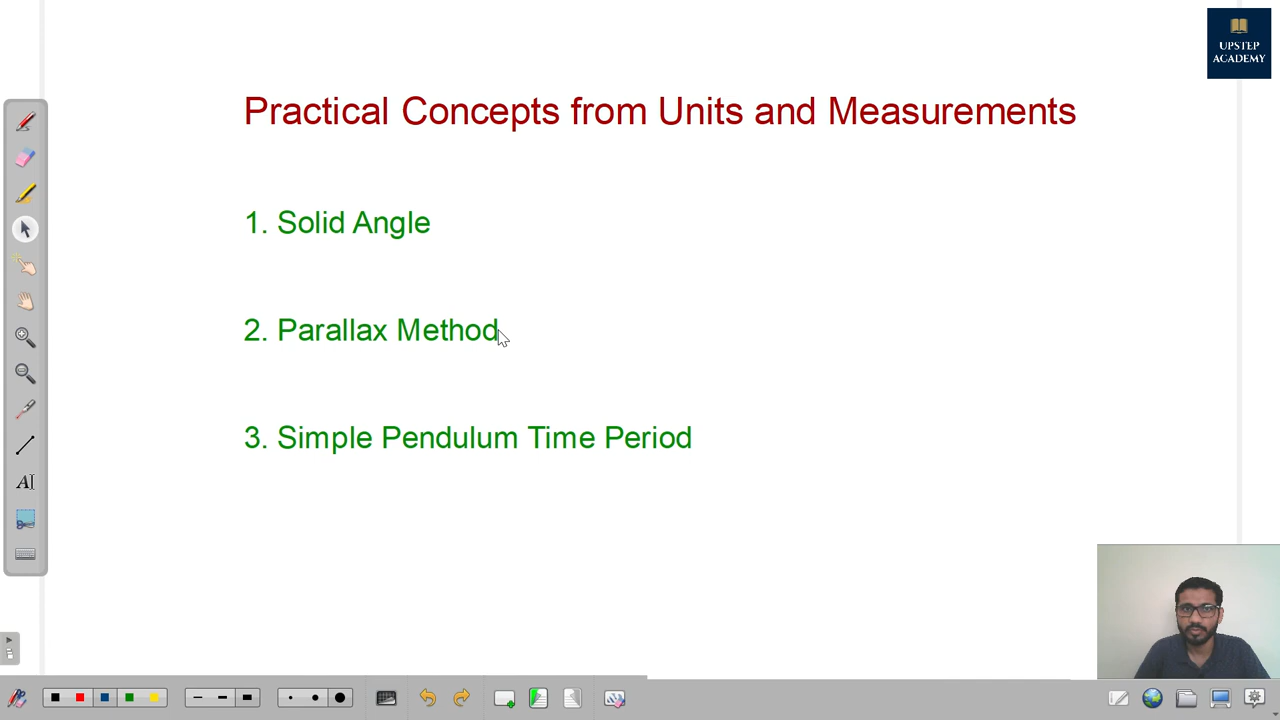 UPSTEP
ACADEMY
Practical Concepts from Units and Measurements
1. Solid Angle
2. Parallax Method
3. Simple Pendulum Time Period